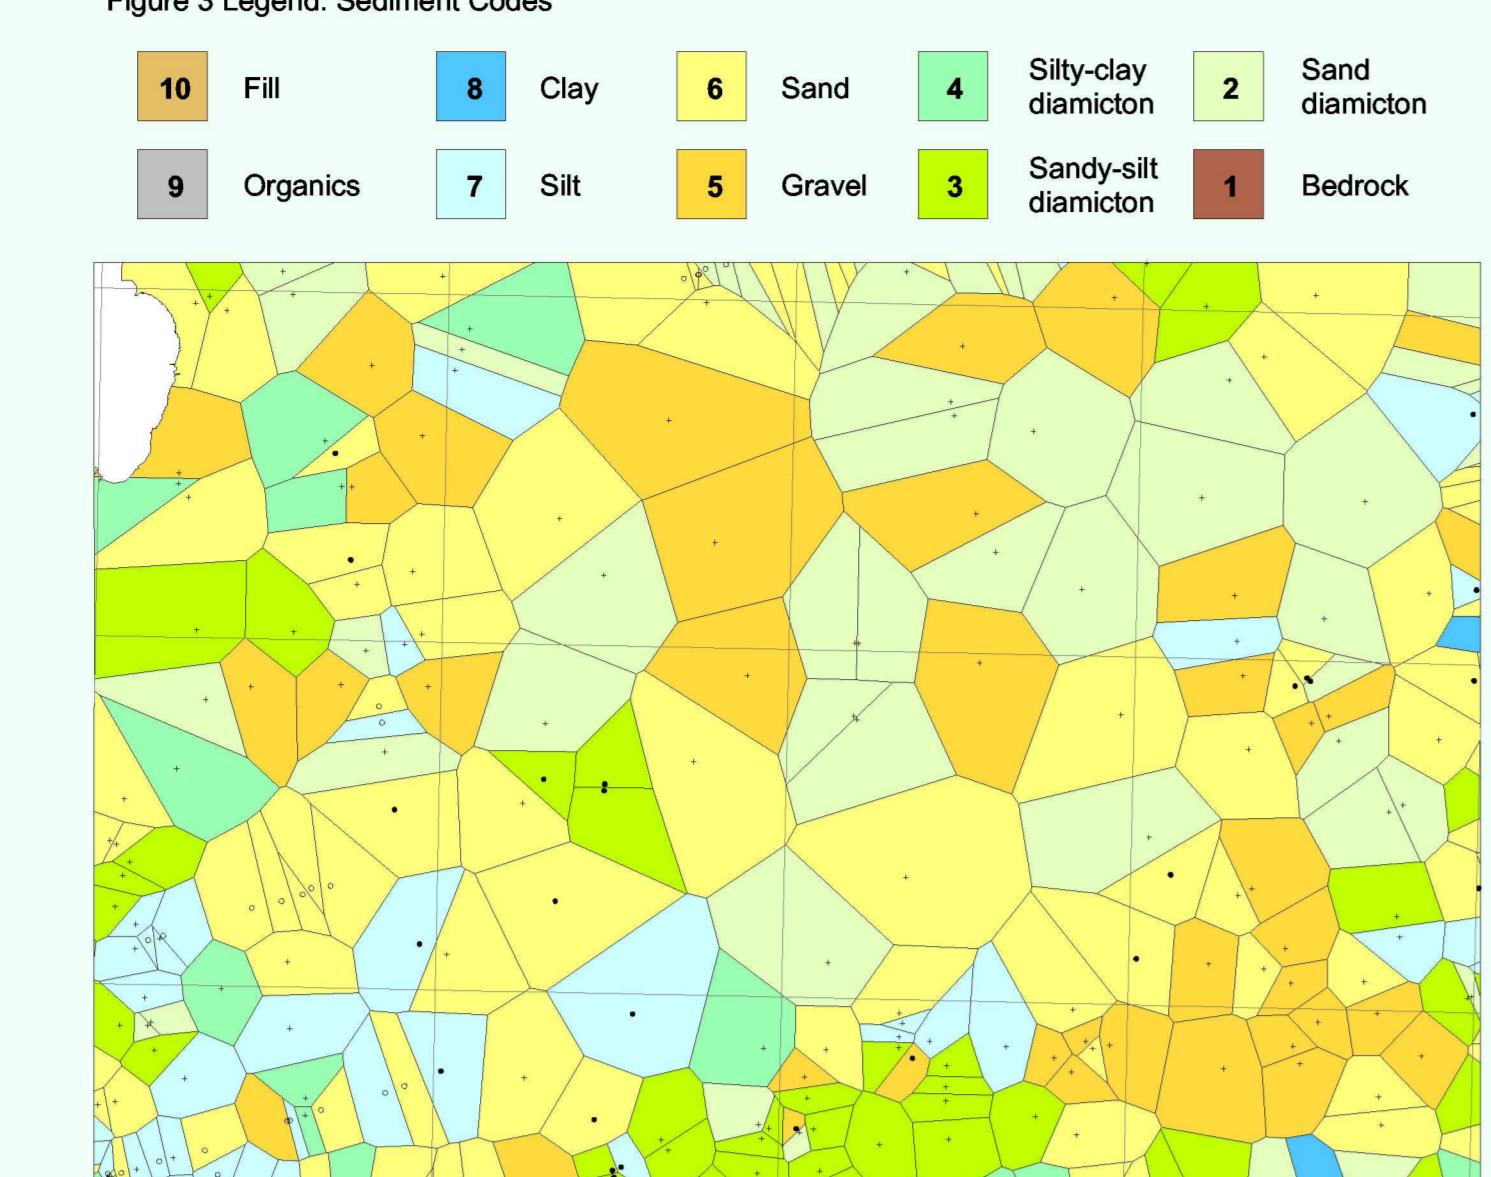 Figure 3 Legend: Sediment Codes
10 Fill
8 Clay
6 Sand
4 Silty-clay
diamicton
2 Sand
diamicton
9 Organics
7 Silt
5 Gravel
3 Sandy-silt
diamicton
1 Bedrock